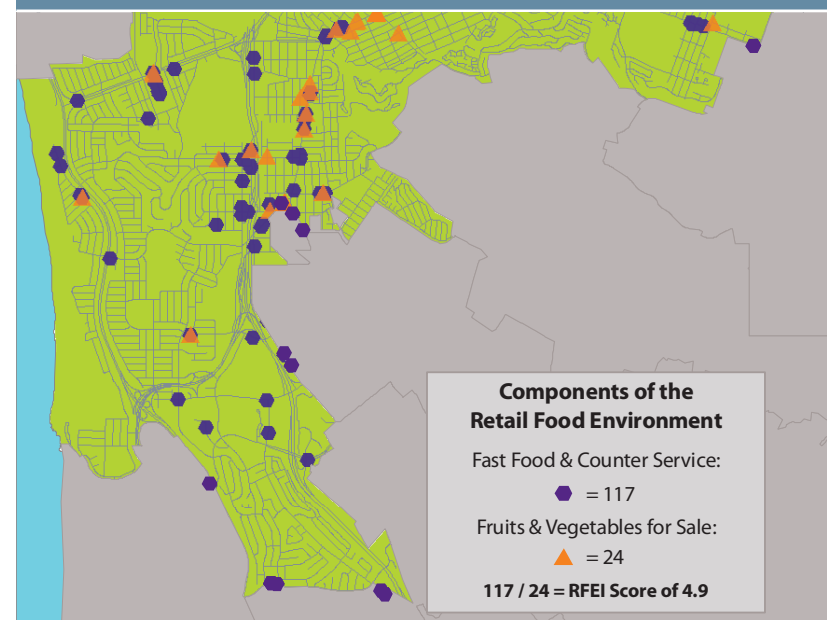 Components of the
Retail Food Environment
Fast Food & Counter Service:
= 117
Fruits & Vegetables for Sale:
= 24
117 / 24 = RFEI Score of 4.9